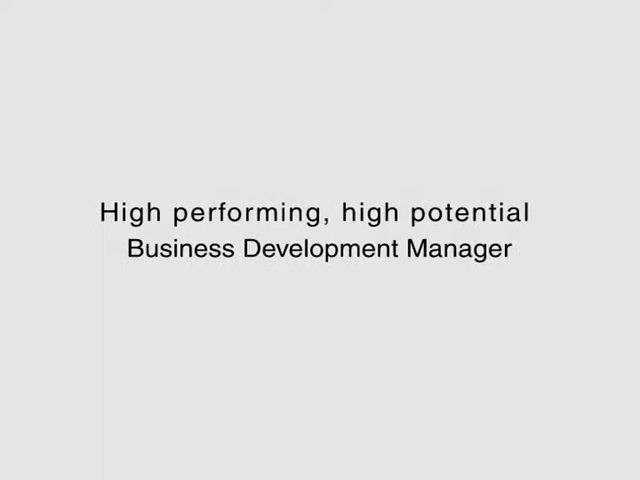 High performing, high potential
Business Development Manager